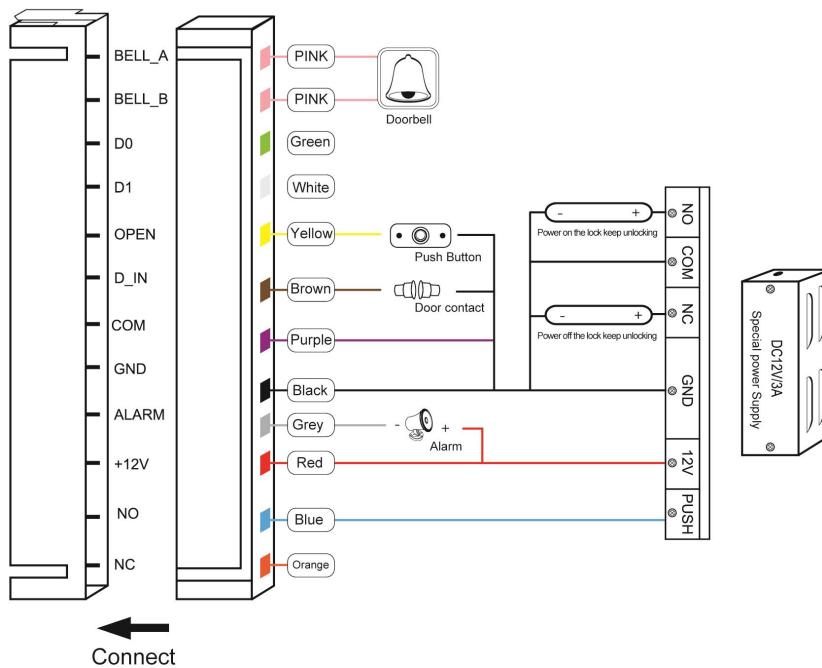 BELL_A
BELL_B
D0
D1
OPEN
D_IN
COM
GND
ALARM
+12V
NO
NC
PINK
PINK
Green
White
Yellow
Brown
Purple
Black
Grey
Red
Blue
Orange
Doorbell
Push Button
Door contact
- +
Alarm
- +
Power on the lock keep unlocking
- +
Power off the lock keep unlocking
NO
COM
NC
GND
12V
PUSH
DC12V/3A
Special power Supply
Connect